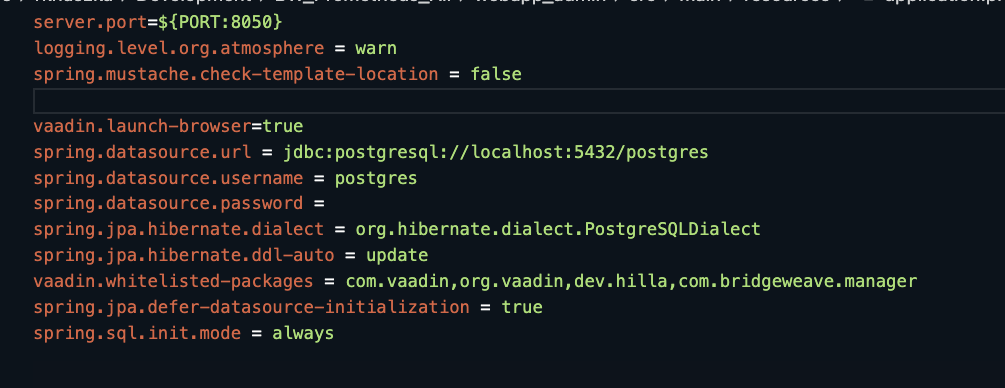 server.port=${PORT:8050}
logging.level.org.atmosphere = warn
spring.mustache.check-template-location = false
vaadin.launch-browser=true
spring.datasource.url = jdbc:postgresql://localhost:5432/postgres
spring.datasource.username = postgres
spring.datasource.password =
spring.jpa.hibernate.dialect = org.hibernate.dialect.PostgreSQLDialect
spring.jpa.hibernate.ddl-auto = update
vaadin.whitelisted-packages = com.vaadin,org.vaadin,dev.hilla,com.bridgeweave.manager
spring.jpa.defer-datasource-initialization = true
spring.sql.init.mode = always